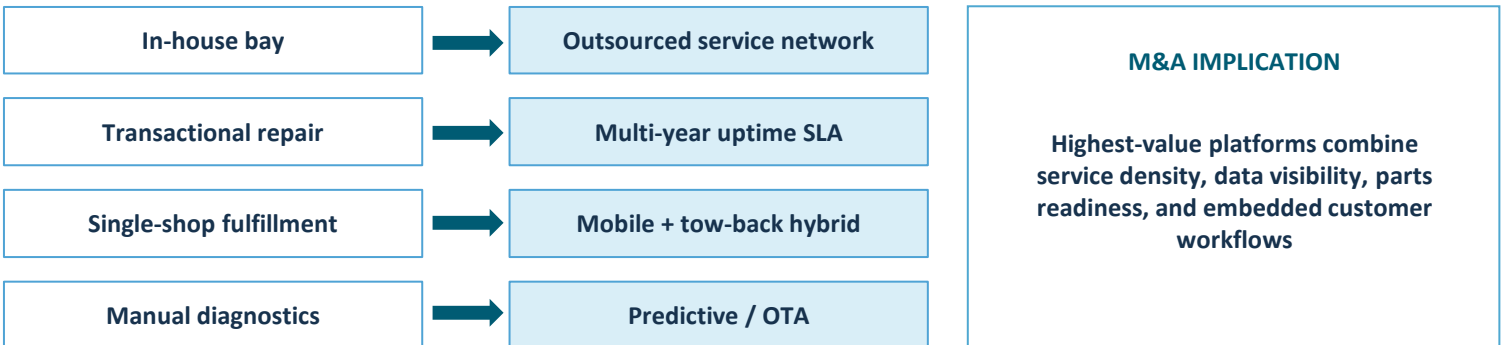 In-house bay
Outsourced service network
Transactional repair
Multi-year uptime SLA
Single-shop fulfillment
Mobile + tow-back hybrid
Manual diagnostics
Predictive / OTA
M&A IMPLICATION
Highest-value platforms combine
service density, data visibility, parts
readiness, and embedded customer
workflows